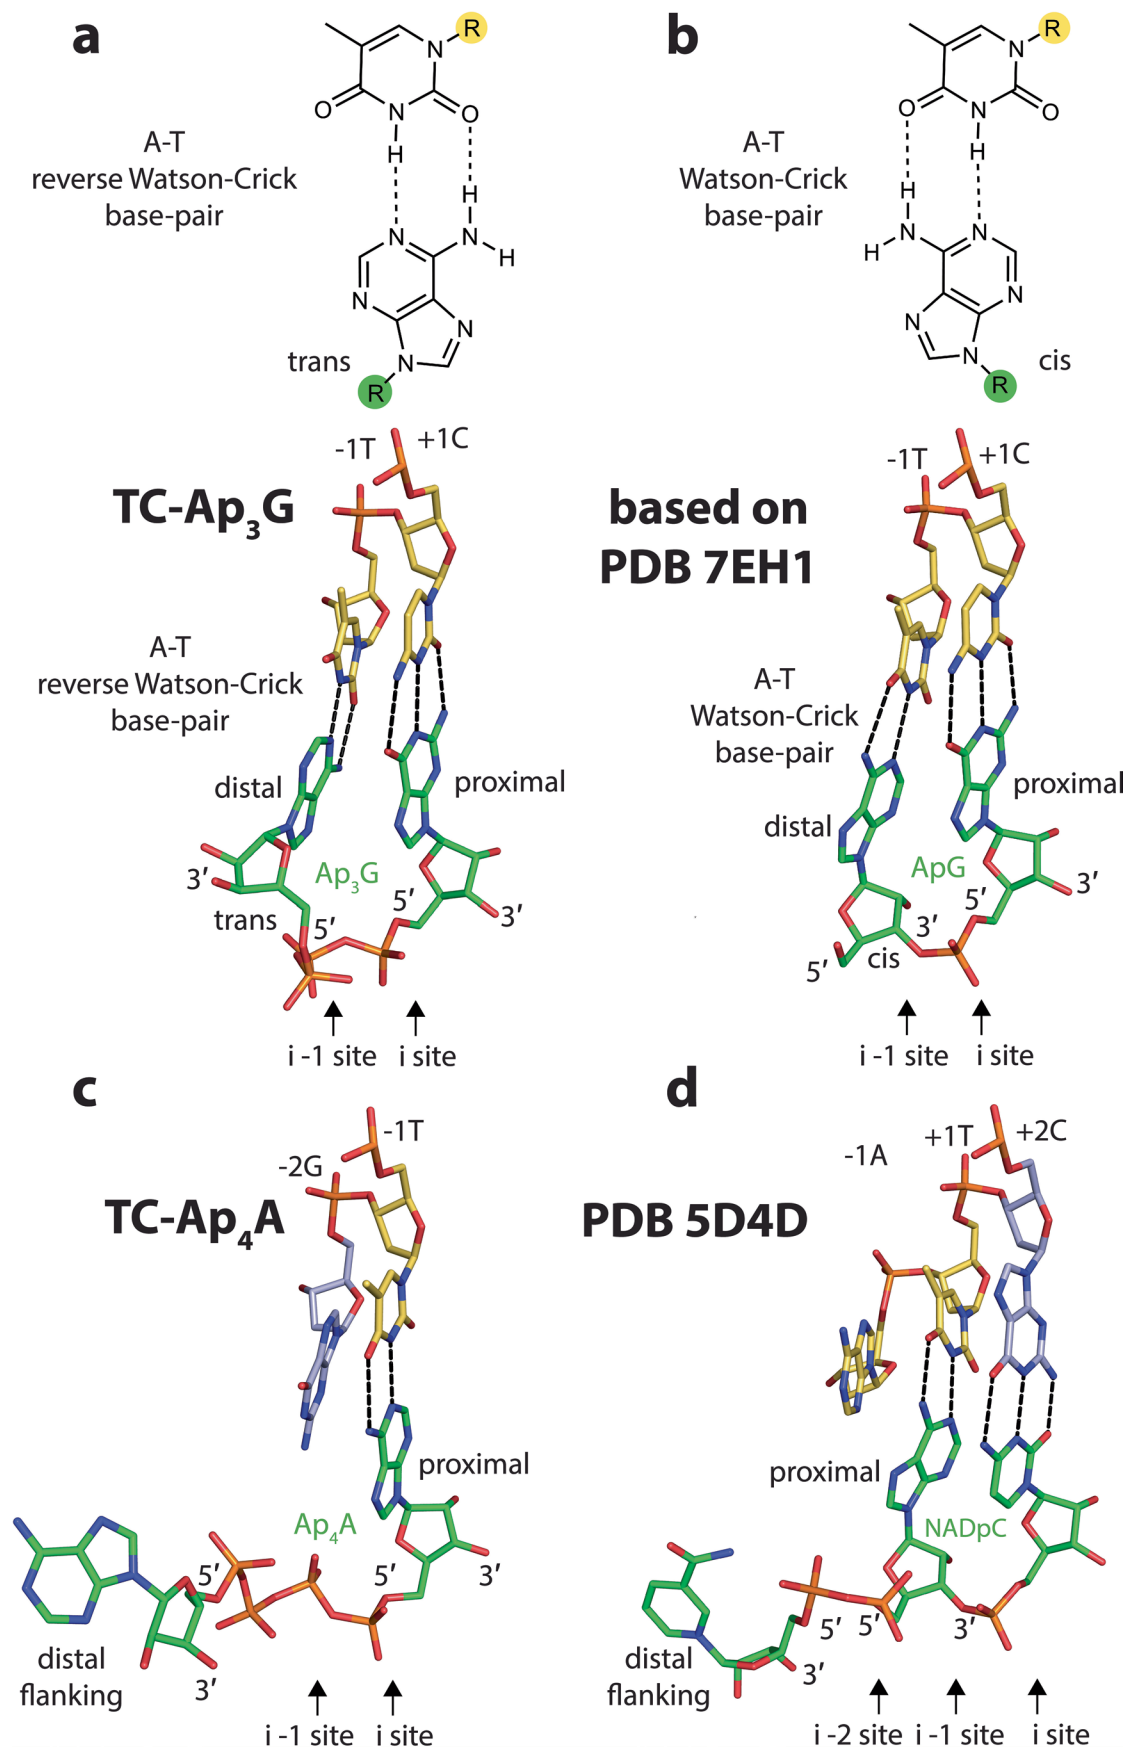 a
R
N
O
N
O
H
H
N
N
H
N
N
N
R
A-T
reverse Watson-Crick
base-pair
trans
-1T
+1C
TC-Ap3G
A-T
reverse Watson-Crick
base-pair
distal
proximal
Ap3G
3′
trans
5′
5′
3′
i -1 site
i site
b
R
N
O
N
O
H
H
N
H
N
N
N
N
R
A-T
Watson-Crick
base-pair
cis
-1T
+1C
based on
PDB 7EH1
A-T
Watson-Crick
base-pair
distal
proximal
ApG
5′
3′
3′
cis
5′
i -1 site
i site
c
-1T
-2G
TC-Ap4A
proximal
Ap4A
5′
5′
3′
distal
flanking
3′
i -1 site
i site
d
-1A
+1T
+2C
PDB 5D4D
proximal
NADpC
5′
5′
3′
distal
flanking
3′
i -2 site
i -1 site
i site